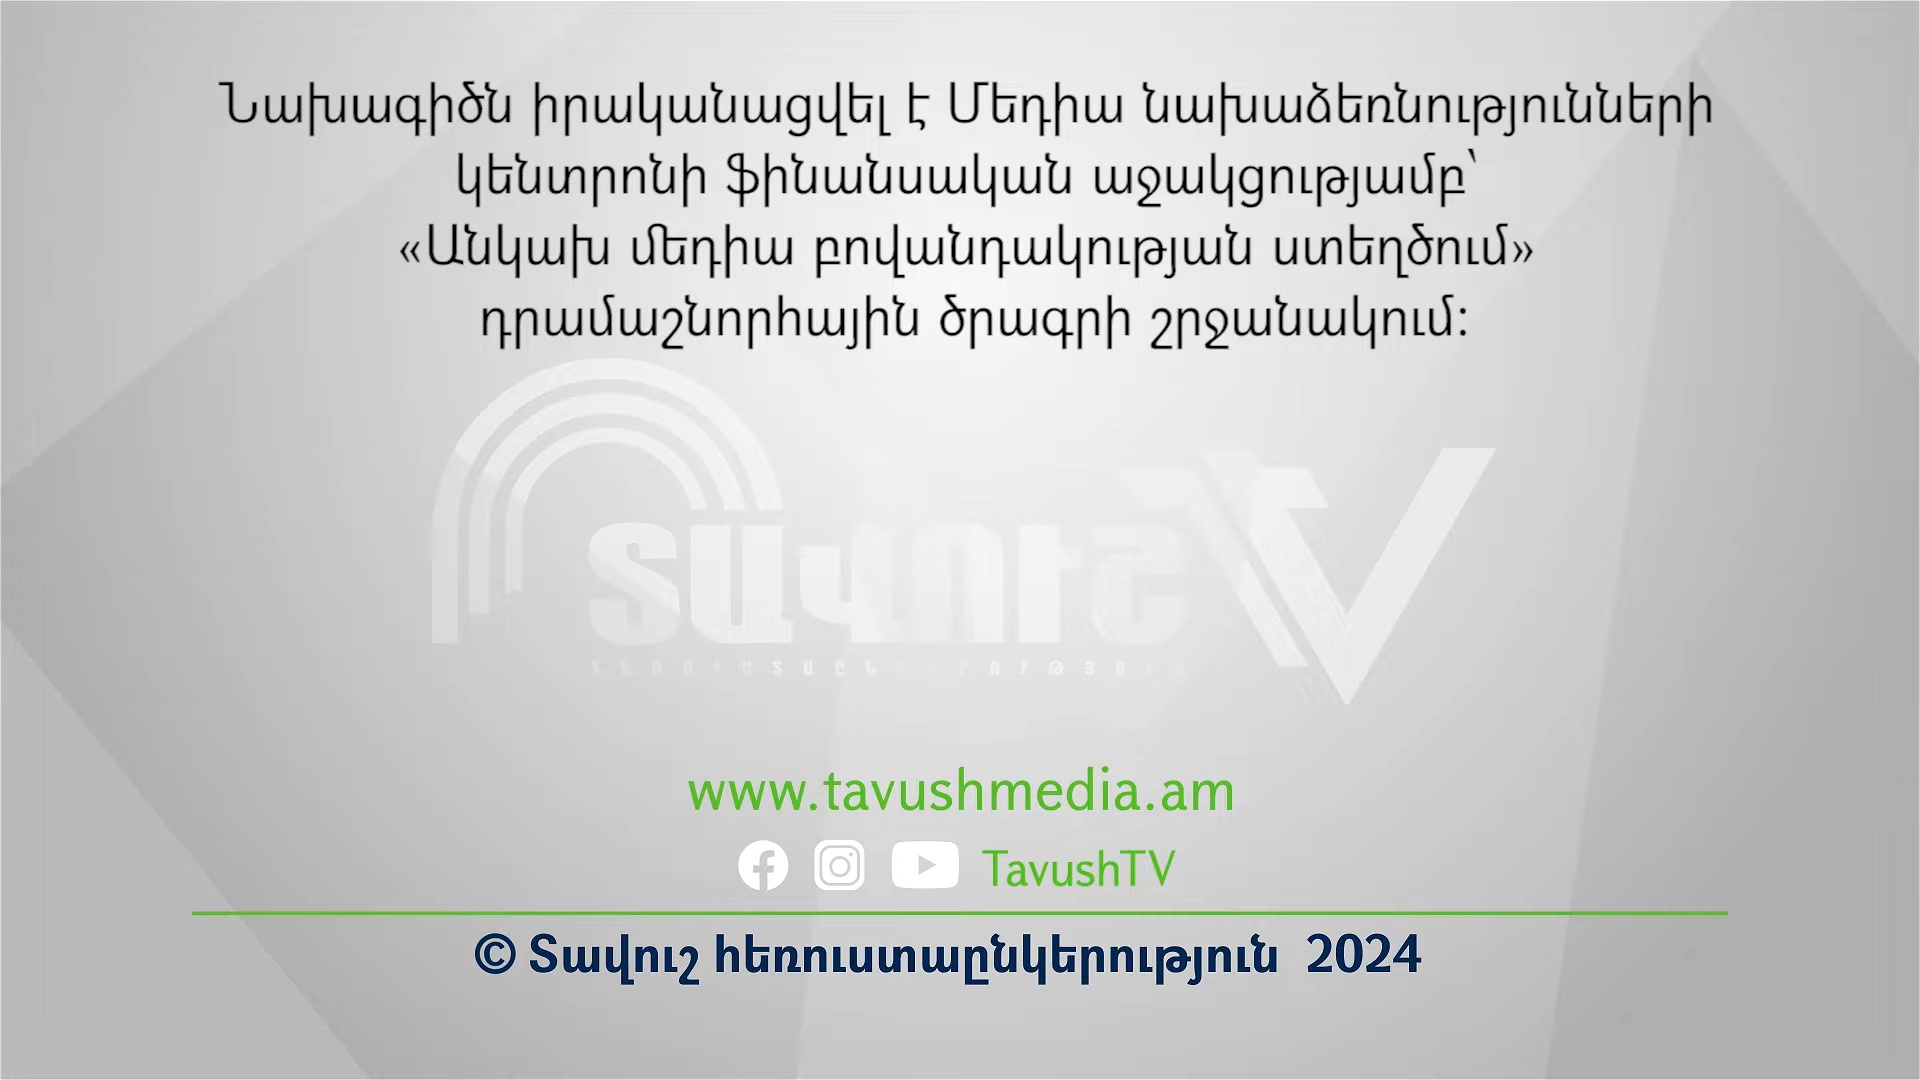 Նախագիծն իրականացվել է Մեդիա նախաձեռնությունների
կենտրոնի ֆինանսական աջակցությամբ՝
«Անկախ մեդիա բովանդակության ստեղծում»
դրամաշնորհային ծրագրի շրջանակում:
ՏԱՎՈՒՇ TV
www.tavushmedia.am
TavushTV
© Տավուշ հեռուստաընկերություն 2024